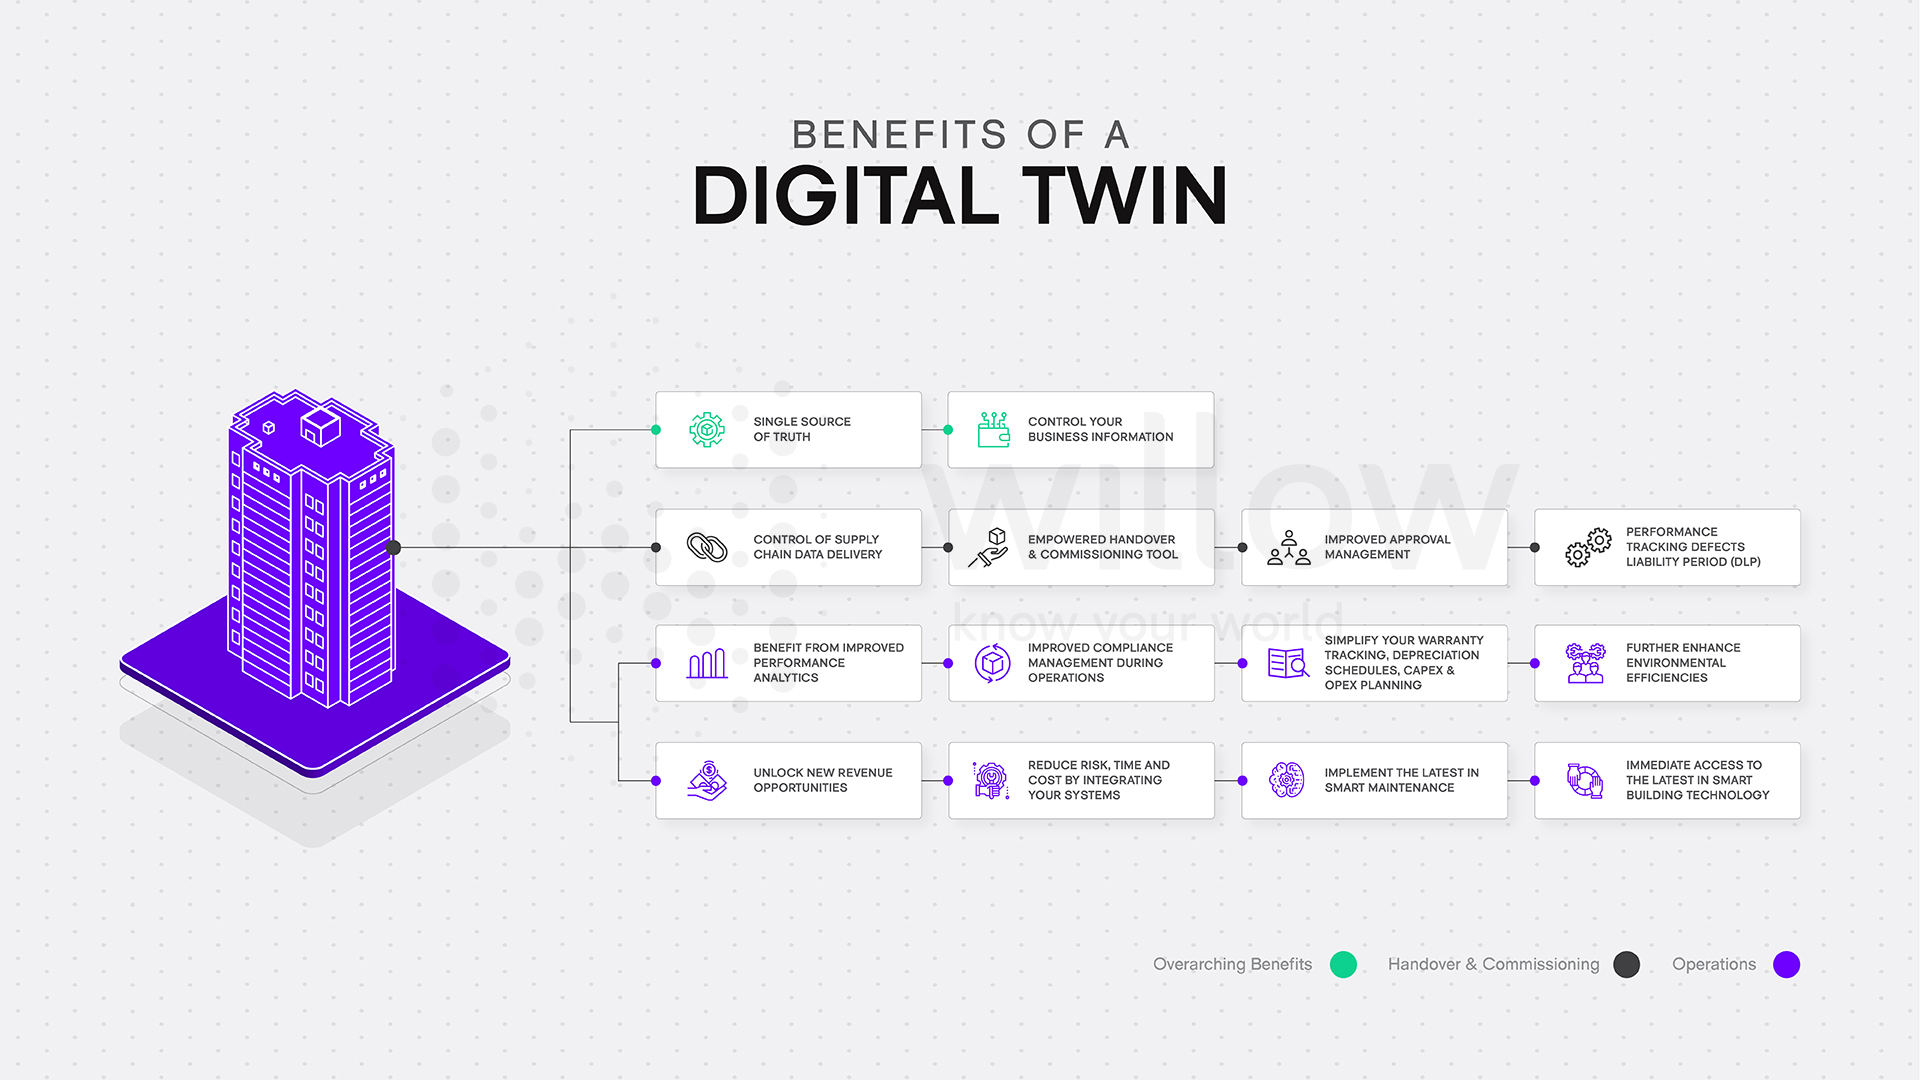 BENEFITS OF A
DIGITAL TWIN
SINGLE SOURCE
OF TRUTH
CONTROL YOUR
BUSINESS INFORMATION
CONTROL OF SUPPLY
CHAIN DATA DELIVERY
EMPOWERED HANDOVER
& COMMISSIONING TOOL
IMPROVED APPROVAL
MANAGEMENT
PERFORMANCE
TRACKING DEFECTS
LIABILITY PERIOD (DLP)
willow
know your world
BENEFIT FROM IMPROVED
PERFORMANCE
ANALYTICS
IMPROVED COMPLIANCE
MANAGEMENT DURING
OPERATIONS
SIMPLIFY YOUR WARRANTY
TRACKING, DEPRECIATION
SCHEDULES, CAPEX &
OPEX PLANNING
FURTHER ENHANCE
ENVIRONMENTAL
EFFICIENCIES
UNLOCK NEW REVENUE
OPPORTUNITIES
REDUCE RISK, TIME AND
COST BY INTEGRATING
YOUR SYSTEMS
IMPLEMENT THE LATEST IN
SMART MAINTENANCE
IMMEDIATE ACCESS TO
THE LATEST IN SMART
BUILDING TECHNOLOGY
Overarching Benefits
Handover & Commissioning
Operations